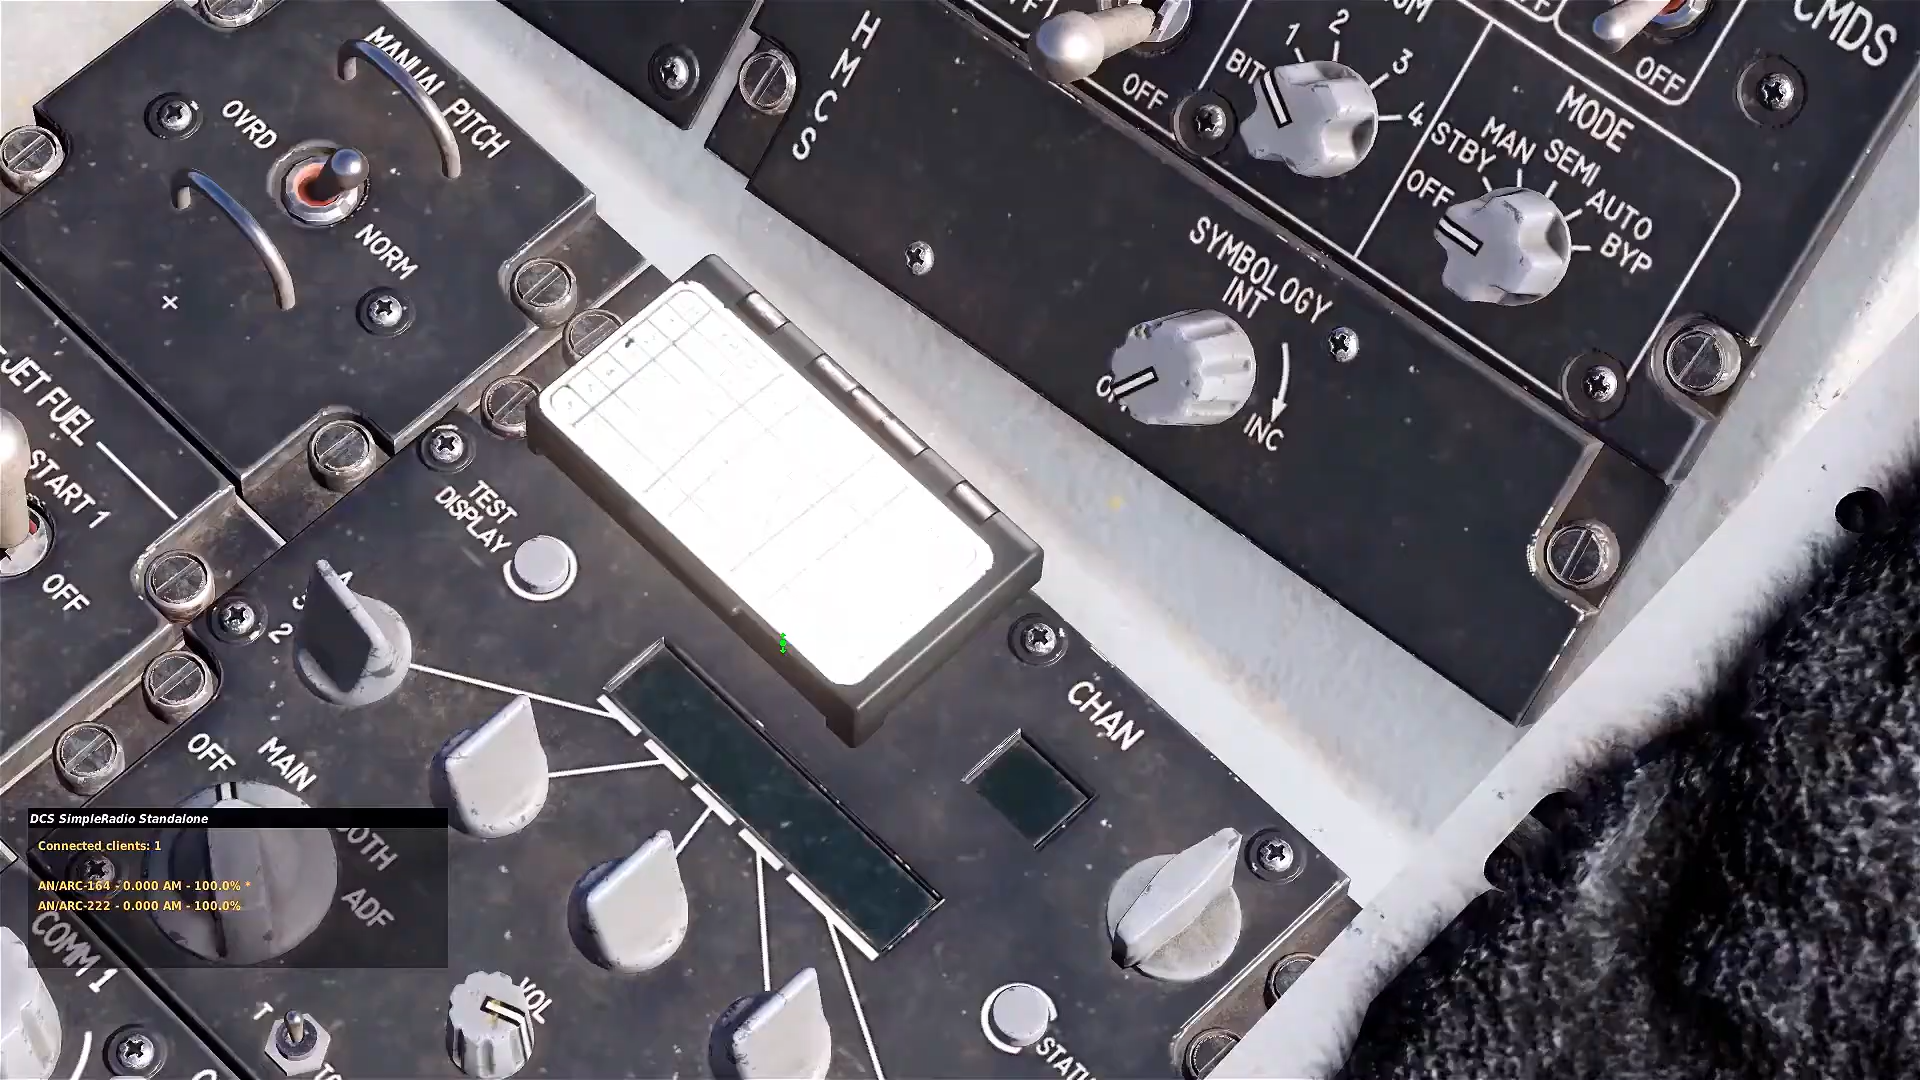 MANUAL PITCH
OVRD
NORM
JET FUEL
START 1
OFF
HMCS
OFF
BIT
1
2
3
4
OFF
CMDS
MODE
OFF
STBY
MAN
SEMI
AUTO
BYP
SYMBOLOGY
INT
INC
TEST
DISPLAY
2
OFF
MAIN
ADF
CHAN
VOL
COMM 1
T
DCS SimpleRadio Standalone
Connected clients: 1
AN/ARC-164 - 0.000 AM - 100.0% *
AN/ARC-222 - 0.000 AM - 100.0%